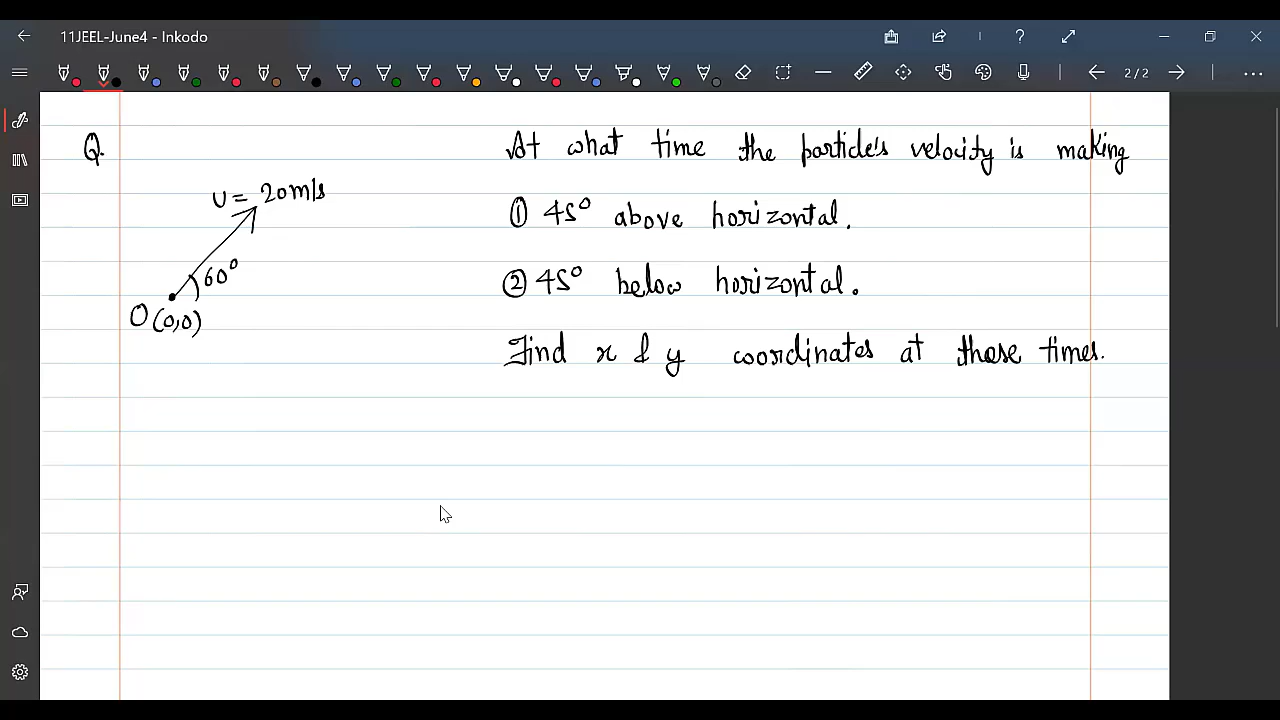 11JEEL-June4 - Inkodo
2/2
Q.
U = 20m/s
60°
O(0,0)
At what time the particle's velocity is making
① 45° above horizontal.
② 45° below horizontal.
Find x & y coordinates at these times.